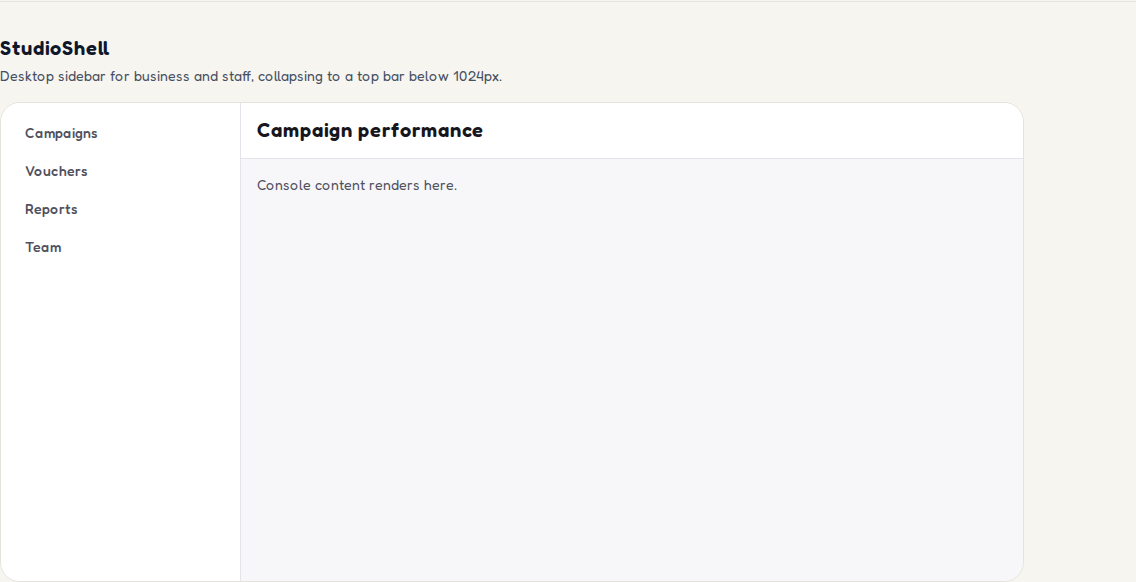 StudioShell
Desktop sidebar for business and staff, collapsing to a top bar below 1024px.
Campaigns
Vouchers
Reports
Team
Campaign performance
Console content renders here.